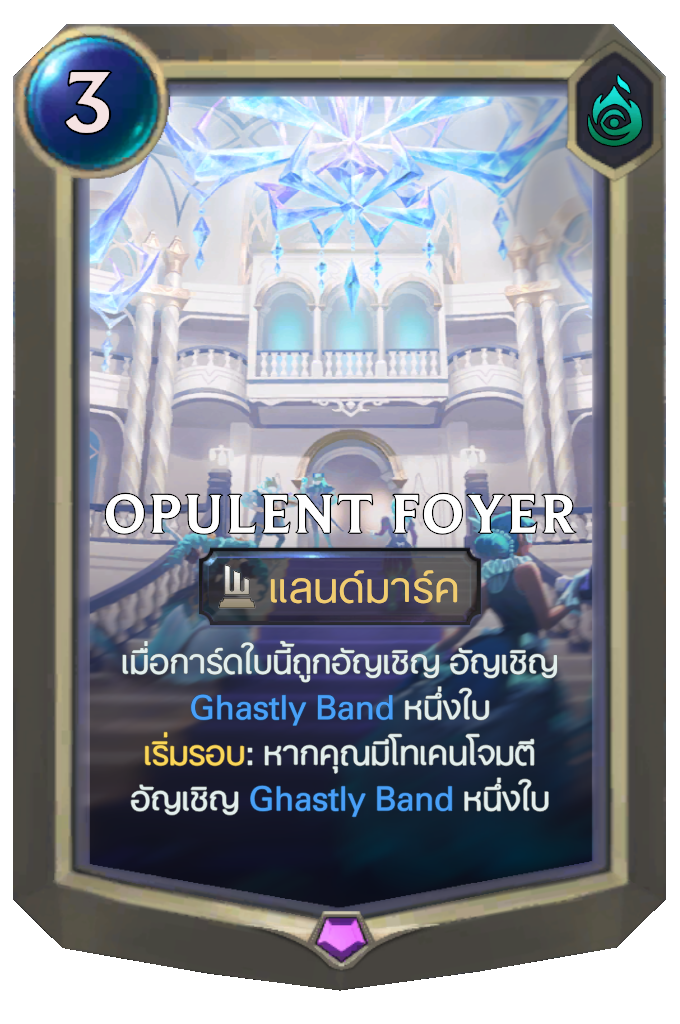 3
OPULENT FOYER
แลนด์มาร์ค
เมื่อการ์ดใบนี้ถูกอัญเชิญ อัญเชิญ
Ghastly Band หนึ่งใบ
เริ่มรอบ: หากคุณมีโทเคนโจมตี
อัญเชิญ Ghastly Band หนึ่งใบ